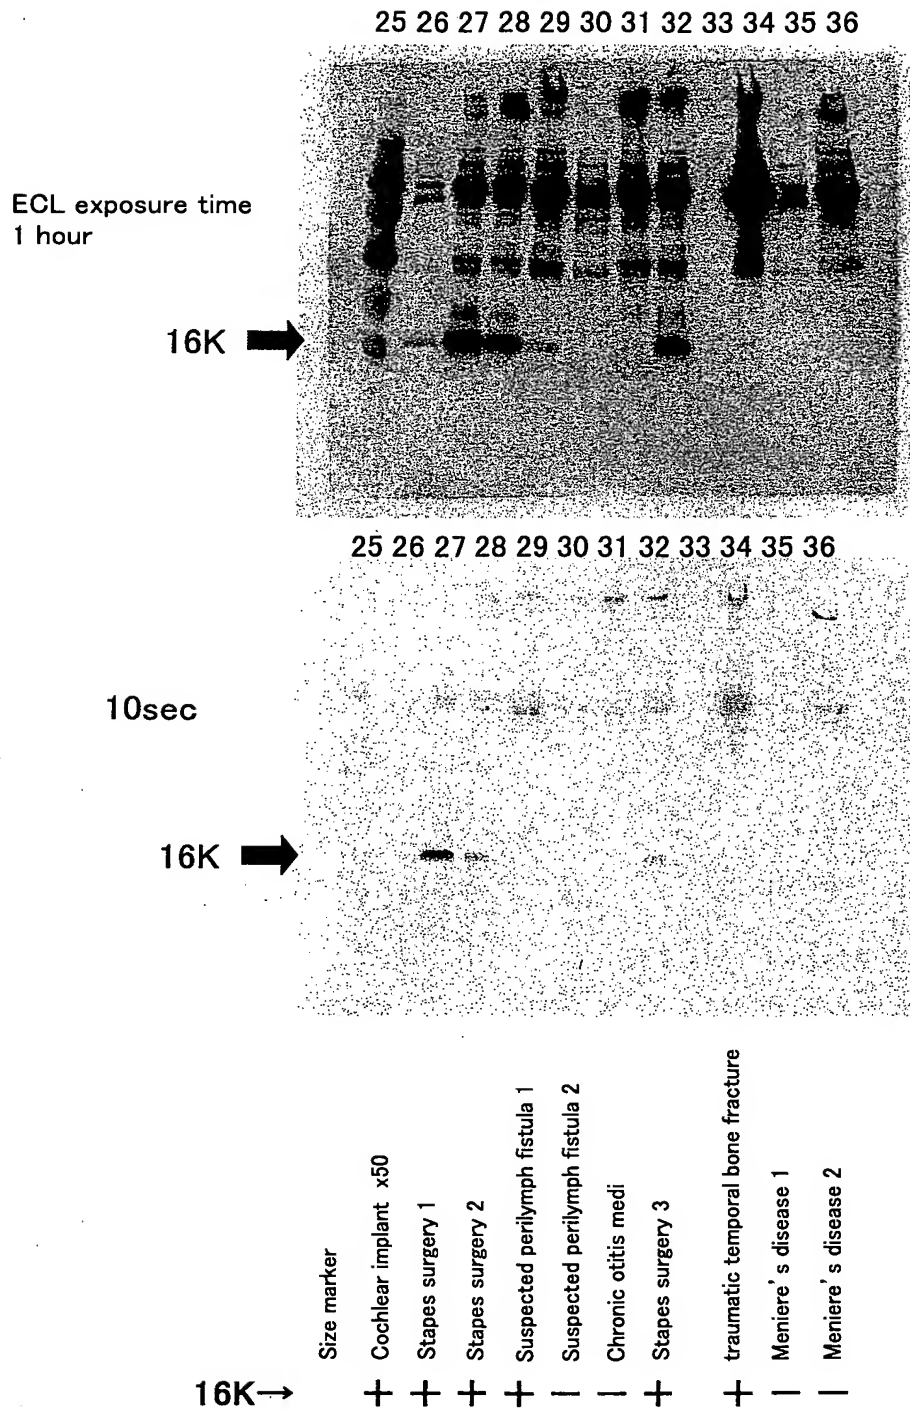 25 26 27 28 29 30 31 32 33 34 35 36
ECL exposure time
1 hour
16K
25 26 27 28 29 30 31 32 33 34 35 36
10sec
16K
Size marker
Cochlear implant x50
Stapes surgery 1
Stapes surgery 2
Suspected perilymph fistula 1
Suspected perilymph fistula 2
Chronic otitis medi
Stapes surgery 3
traumatic temporal bone fracture
Meniere's disease 1
Meniere's disease 2
16K→ + + + + − − + + − −